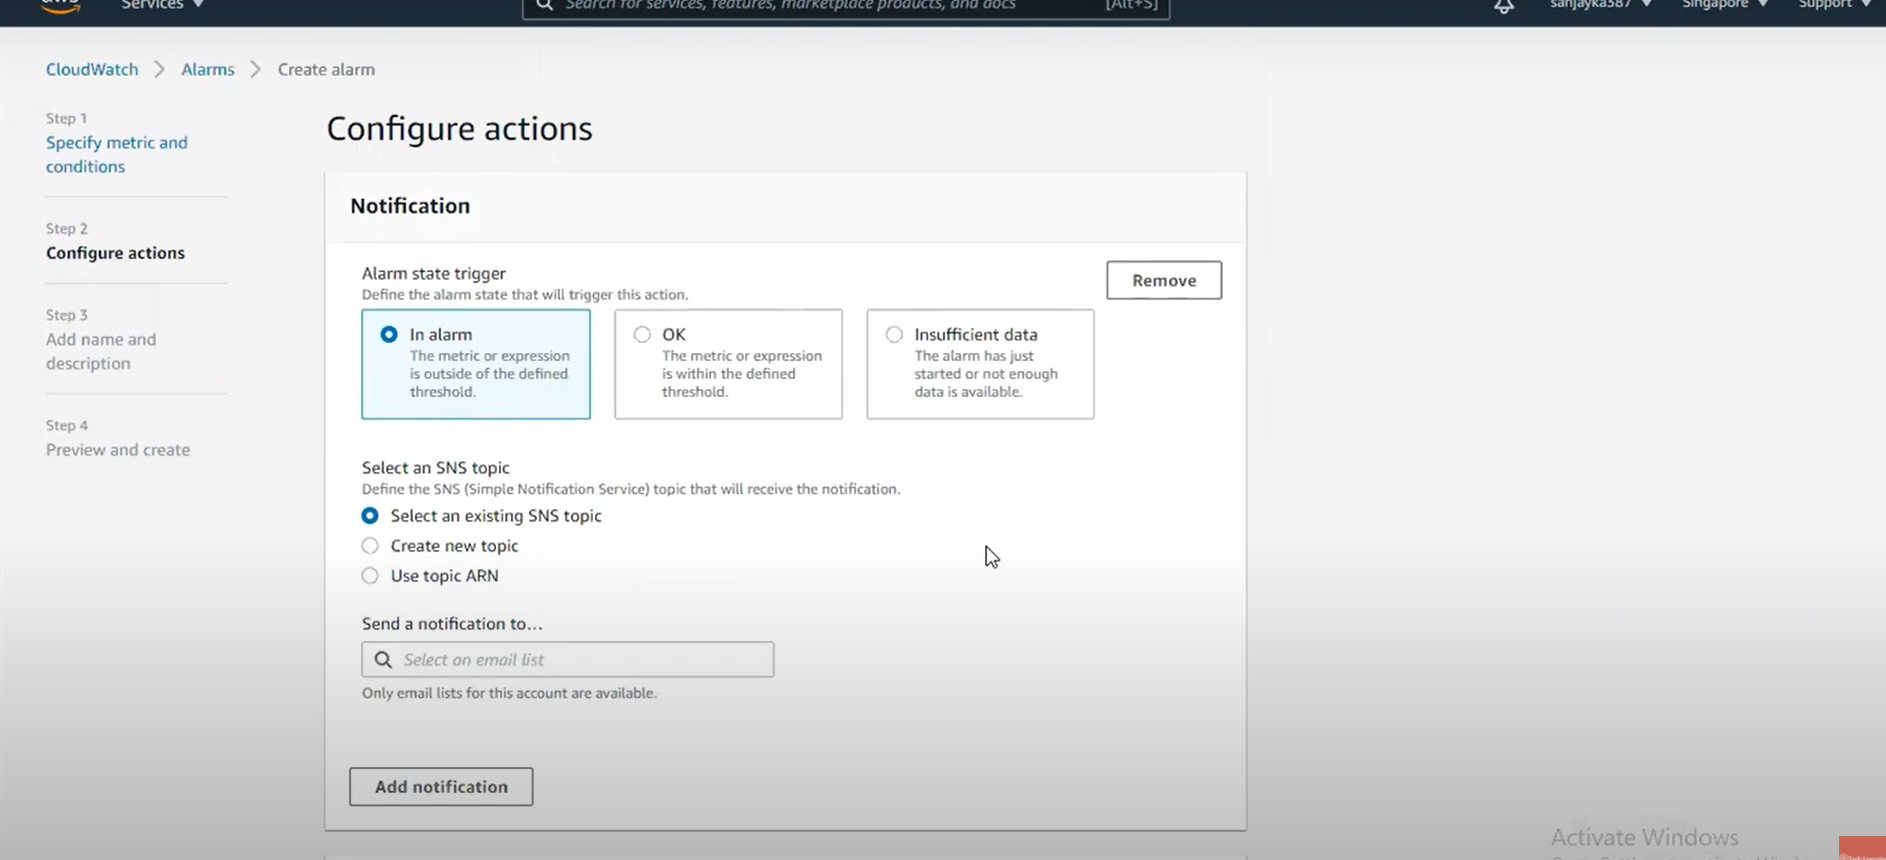 aws Services Search for services, features, marketplace products, and docs [Alt+S] sanjayka387 Singapore Support
CloudWatch Alarms Create alarm
Step 1
Specify metric and
conditions
Step 2
Configure actions
Step 3
Add name and
description
Step 4
Preview and create
Configure actions
Notification
Alarm state trigger
Define the alarm state that will trigger this action.
Remove
In alarm
The metric or expression
is outside of the defined
threshold.
OK
The metric or expression
is within the defined
threshold.
Insufficient data
The alarm has just
started or not enough
data is available.
Select an SNS topic
Define the SNS (Simple Notification Service) topic that will receive the notification.
Select an existing SNS topic
Create new topic
Use topic ARN
Send a notification to...
Select an email list
Only email lists for this account are available.
Add notification
Activate Windows